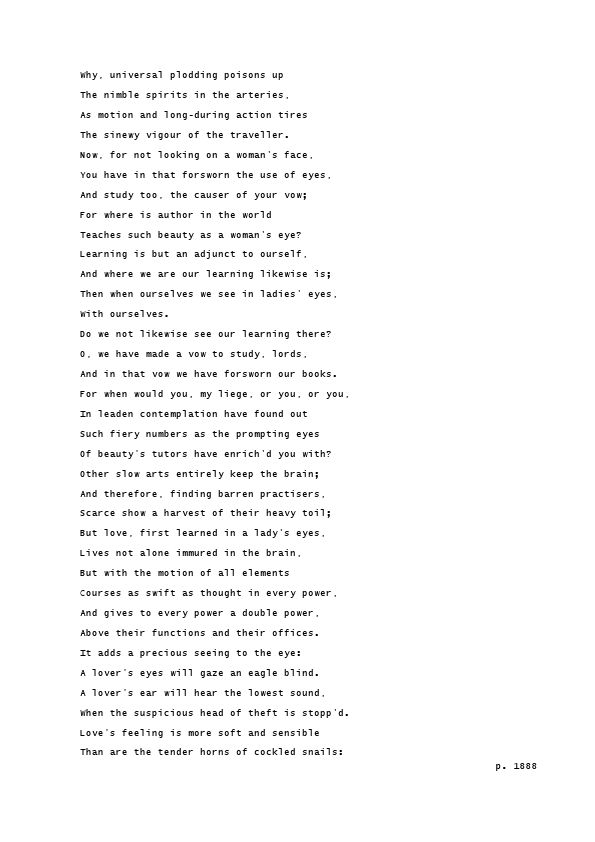 Why, universal plodding poisons up
The nimble spirits in the arteries,
As motion and long-during action tires
The sinewy vigour of the traveller.
Now, for not looking on a woman's face,
You have in that forsworn the use of eyes,
And study too, the causer of your vow;
For where is author in the world
Teaches such beauty as a woman's eye?
Learning is but an adjunct to ourself,
And where we are our learning likewise is;
Then when ourselves we see in ladies' eyes,
With ourselves.
Do we not likewise see our learning there?
O, we have made a vow to study, lords,
And in that vow we have forsworn our books.
For when would you, my liege, or you, or you,
In leaden contemplation have found out
Such fiery numbers as the prompting eyes
Of beauty's tutors have enrich'd you with?
Other slow arts entirely keep the brain;
And therefore, finding barren practisers,
Scarce show a harvest of their heavy toil;
But love, first learned in a lady's eyes,
Lives not alone immured in the brain,
But with the motion of all elements
Courses as swift as thought in every power,
And gives to every power a double power,
Above their functions and their offices.
It adds a precious seeing to the eye:
A lover's eyes will gaze an eagle blind.
A lover's ear will hear the lowest sound,
When the suspicious head of theft is stopp'd.
Love's feeling is more soft and sensible
Than are the tender horns of cockled snails:
p. 1888